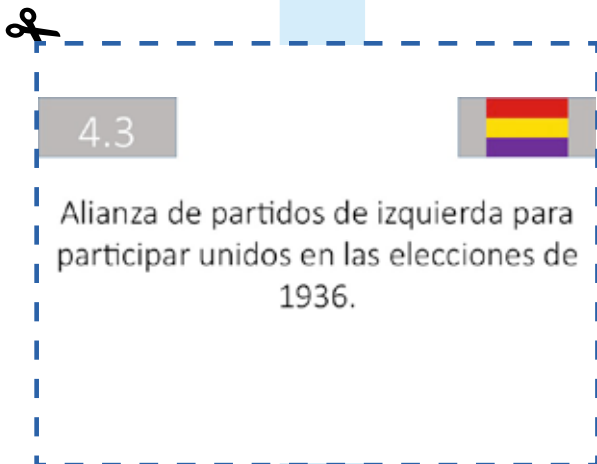 4.3
Alianza de partidos de izquierda para
participar unidos en las elecciones de
1936.